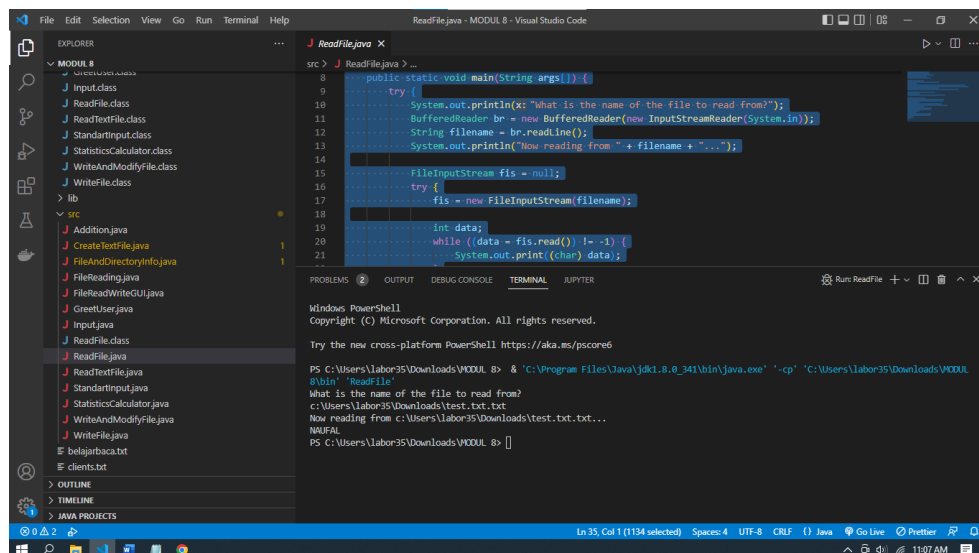 File Edit Selection View Go Run Terminal Help
ReadFile.java - MODUL 8 - Visual Studio Code
EXPLORER
MODUL 8
GreetUser.class
Input.class
ReadFile.class
ReadTextFile.class
StandartInput.class
StatisticsCalculator.class
WriteAndModifyFile.class
WriteFile.class
lib
src
Addition.java
CreateTextFile.java 1
FileAndDirectoryInfo.java 1
FileReading.java
FileReadWriteGUI.java
GreetUser.java
Input.java
ReadFile.class
ReadFile.java
ReadTextFile.java
StandartInput.java
StatisticsCalculator.java
WriteAndModifyFile.java
WriteFile.java
belajarbaca.txt
clients.txt
OUTLINE
TIMELINE
JAVA PROJECTS
J ReadFile.java
src > J ReadFile.java > ...
8 public static void main(String args[]) {
9 try {
10 System.out.println(x: "What is the name of the file to read from?");
11 BufferedReader br = new BufferedReader(new InputStreamReader(System.in));
12 String filename = br.readLine();
13 System.out.println("Now reading from " + filename + "...");
14
15 FileInputStream fis = null;
16 try {
17 fis = new FileInputStream(filename);
18
19 int data;
20 while ((data = fis.read()) != -1) {
21 System.out.print((char) data);
PROBLEMS 2 OUTPUT DEBUG CONSOLE TERMINAL JUPYTER
Run: ReadFile
Windows PowerShell
Copyright (C) Microsoft Corporation. All rights reserved.
Try the new cross-platform PowerShell https://aka.ms/pscore6
PS C:\Users\labor35\Downloads\MODUL 8> & 'C:\Program Files\Java\jdk1.8.0_341\bin\java.exe' '-cp' 'C:\Users\labor35\Downloads\MODUL
8\bin' 'ReadFile'
What is the name of the file to read from?
c:\Users\labor35\Downloads\test.txt.txt
Now reading from c:\Users\labor35\Downloads\test.txt.txt...
NAUFAL
PS C:\Users\labor35\Downloads\MODUL 8>
0 2
Ln 35, Col 1 (1134 selected) Spaces: 4 UTF-8 CRLF {} Java Go Live Prettier
11:07 AM